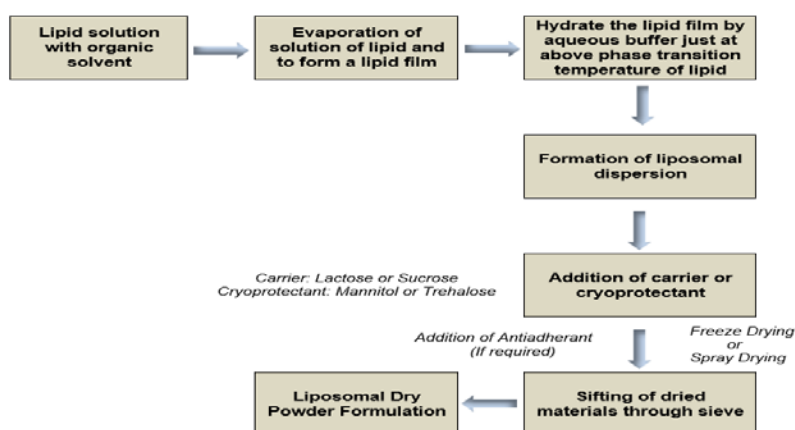 Lipid solution
with organic
solvent
Evaporation of
solution of lipid and
to form a lipid film
Hydrate the lipid film by
aqueous buffer just at
above phase transition
temperature of lipid
Formation of liposomal
dispersion
Carrier: Lactose or Sucrose
Cryoprotectant: Mannitol or Trehalose
Addition of carrier or
cryoprotectant
Addition of Antiadherant
(If required)
Freeze Drying
or
Spray Drying
Sifting of dried
materials through sieve
Liposomal Dry
Powder Formulation